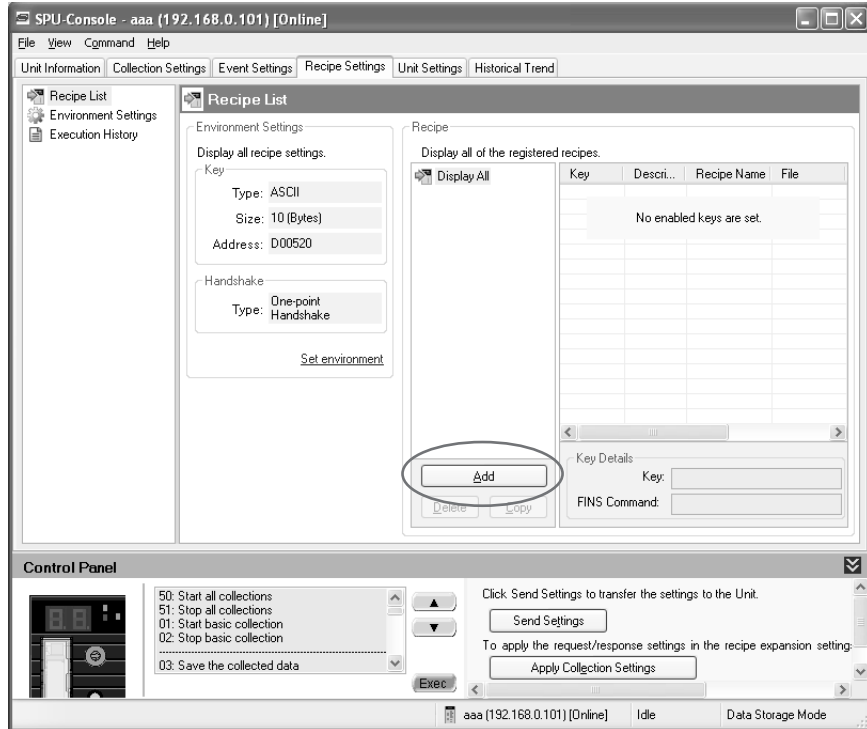 SPU-Console - aaa (192.168.0.101) [Online]
File View Command Help
Unit Information Collection Settings Event Settings Recipe Settings Unit Settings Historical Trend
Recipe List
Environment Settings
Execution History
Recipe List
Environment Settings
Display all recipe settings.
Key
Type: ASCII
Size: 10 (Bytes)
Address: D00520
Handshake
Type: One-point
Handshake
Set environment
Recipe
Display all of the registered recipes.
Display All
Key Descri... Recipe Name File
No enabled keys are set.
Add
Delete Copy
Key Details
Key:
FINS Command:
Control Panel
50: Start all collections
51: Stop all collections
01: Start basic collection
02: Stop basic collection
03: Save the collected data
Exec
Click Send Settings to transfer the settings to the Unit.
Send Settings
To apply the request/response settings in the recipe expansion setting
Apply Collection Settings
aaa (192.168.0.101) [Online] Idle Data Storage Mode